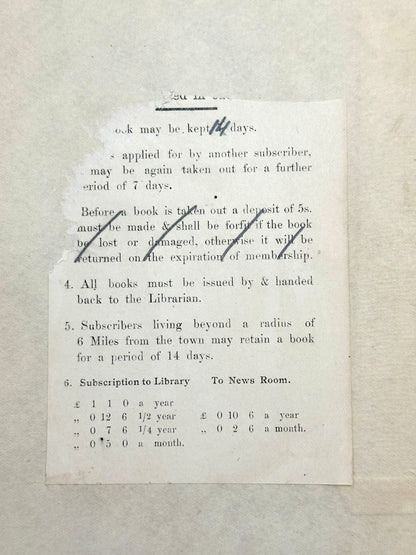 in
may be kept 14 days.
applied for by another subscriber,
may be again taken out for a further
of 7 days.
Before a book is taken out a deposit of 5s.
must be made & shall be forfit if the book
be lost or damaged, otherwise it will be
returned on the expiration of membership.
4. All books must be issued by & handed
back to the Librarian.
5. Subscribers living beyond a radius of
6 Miles from the town may retain a book
for a period of 14 days.
6. Subscription to Library To News Room.
£ 1 1 0 a year
„ 0 12 6 1/2 year £ 0 10 6 a year
„ 0 7 6 1/4 year „ 0 2 6 a month.
„ 0 5 0 a month.